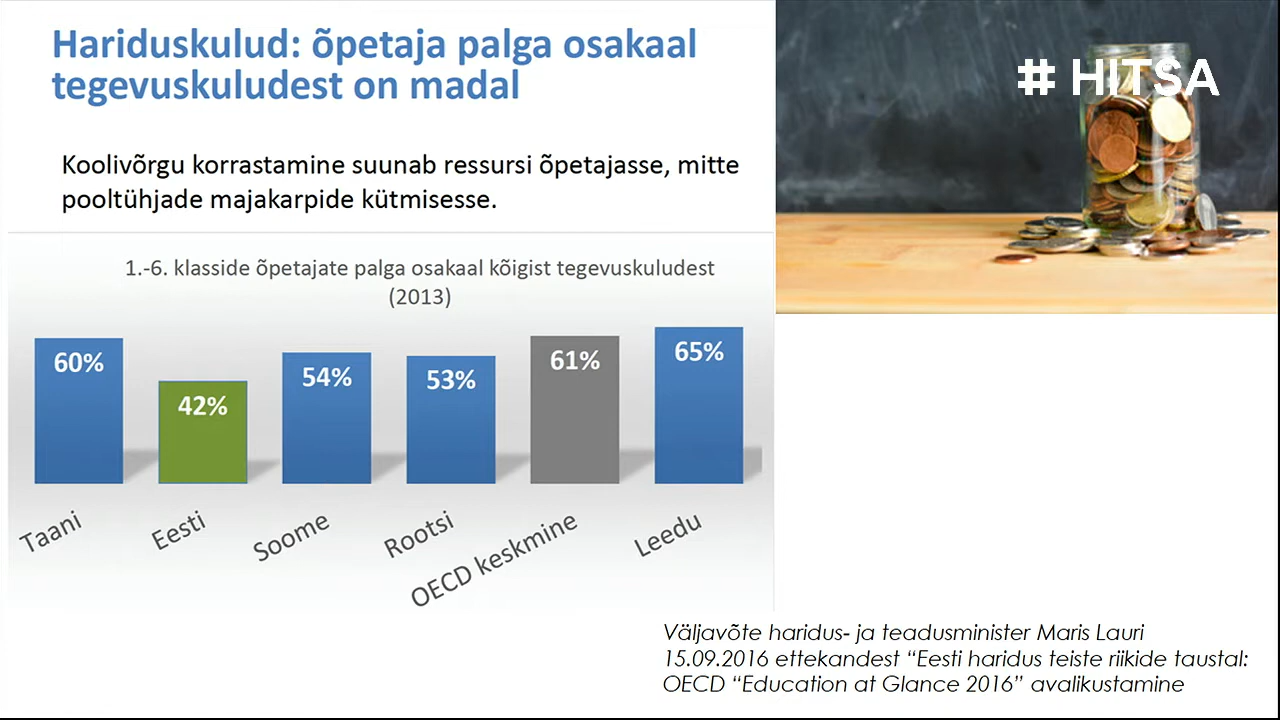 Hariduskulud: õpetaja palga osakaal
tegevuskuludest on madal
# HITSA
Koolivõrgu korrastamine suunab ressursi õpetajasse, mitte
pooltühjade majakarpide kütmisesse.
1.-6. klasside õpetajate palga osakaal kõigist tegevuskuludest
(2013)
60%
42%
54%
53%
61%
65%
Taani
Eesti
Soome
Rootsi
OECD keskmine
Leedu
Väljavõte haridus- ja teadusminister Maris Lauri
15.09.2016 ettekandest “Eesti haridus teiste riikide taustal:
OECD “Education at Glance 2016” avalikustamine